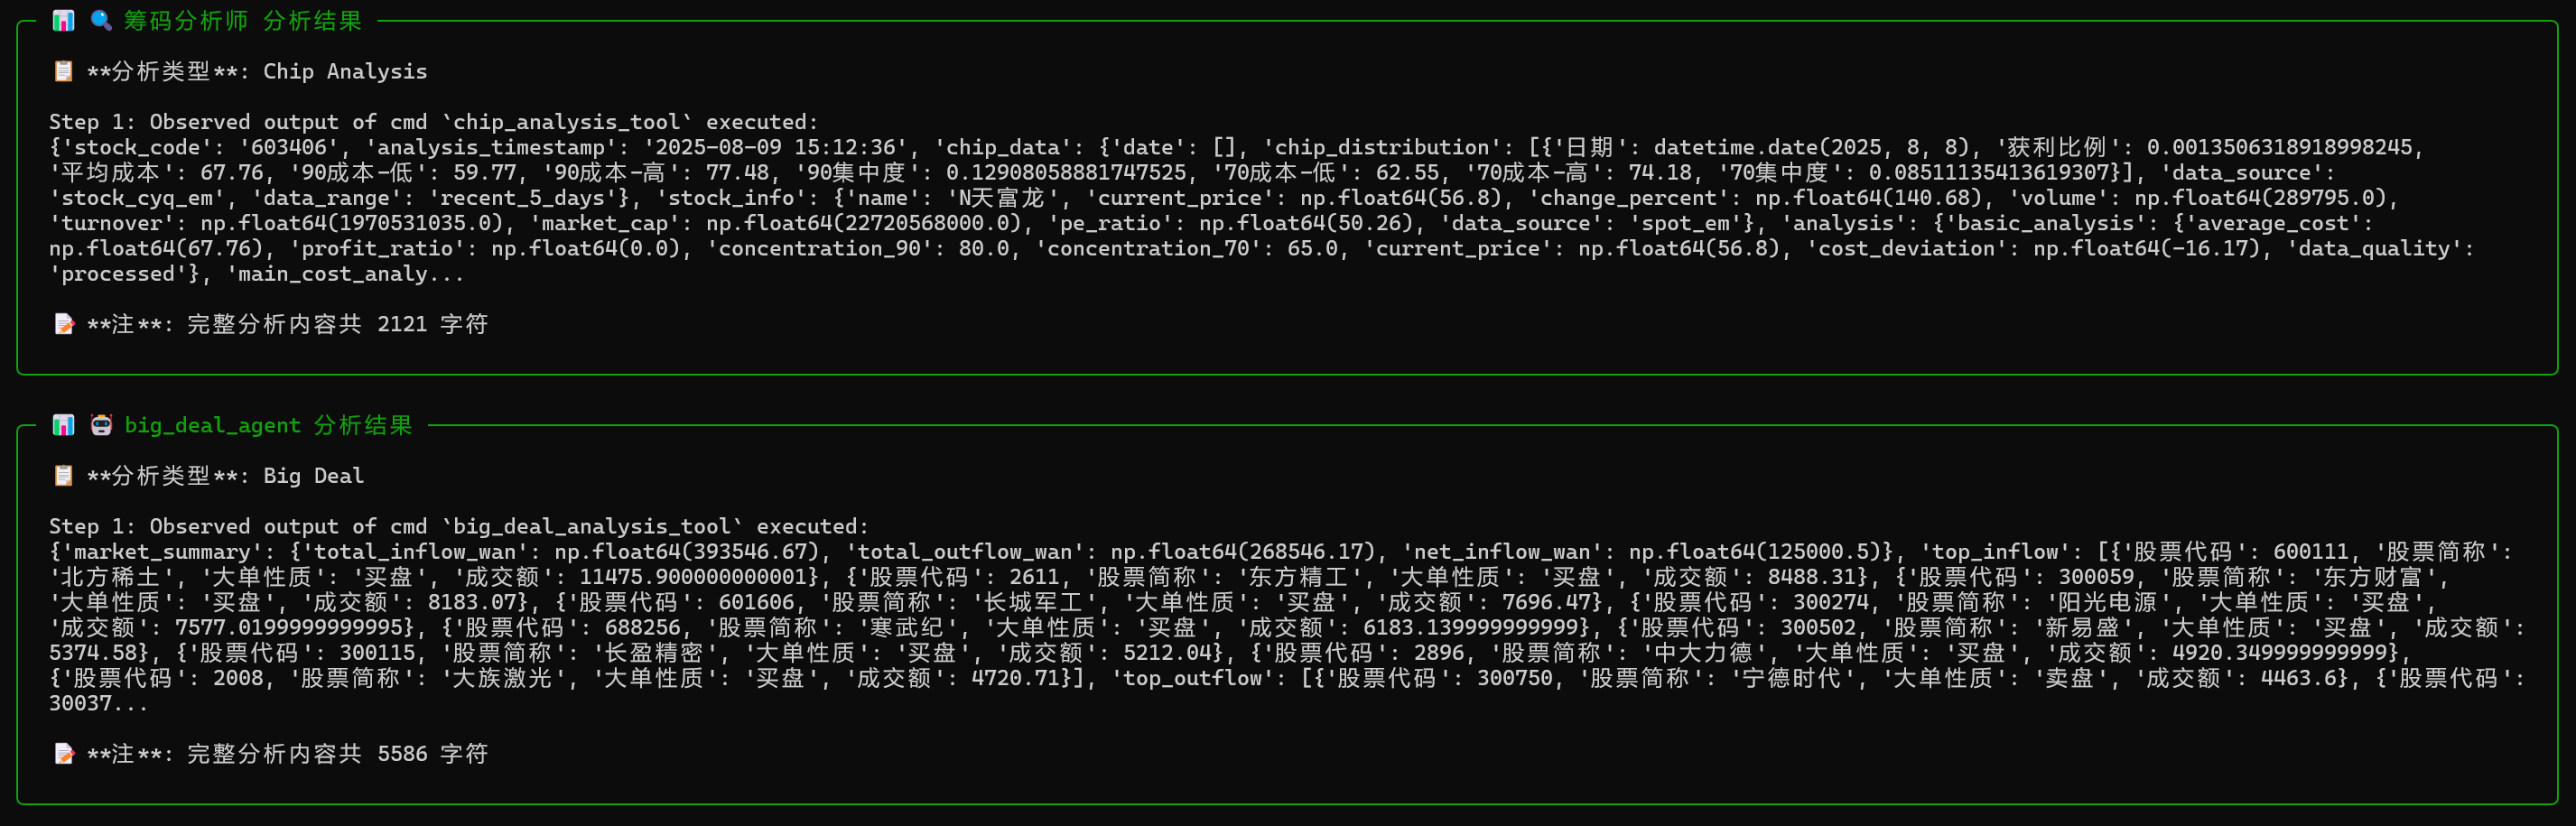 📊 🔍 筹码分析师 分析结果
📋 **分析类型**: Chip Analysis
Step 1: Observed output of cmd `chip_analysis_tool` executed:
{'stock_code': '603406', 'analysis_timestamp': '2025-08-09 15:12:36', 'chip_data': {'date': [], 'chip_distribution': [{'日期': datetime.date(2025, 8, 8), '获利比例': 0.0013506318918998245,
'平均成本': 67.76, '90成本-低': 59.77, '90成本-高': 77.48, '90集中度': 0.12908058881747525, '70成本-低': 62.55, '70成本-高': 74.18, '70集中度': 0.08511135413619307}], 'data_source':
'stock_cyq_em', 'data_range': 'recent_5_days'}, 'stock_info': {'name': 'N天富龙', 'current_price': np.float64(56.8), 'change_percent': np.float64(140.68), 'volume': np.float64(289795.0),
'turnover': np.float64(1970531035.0), 'market_cap': np.float64(22720568000.0), 'pe_ratio': np.float64(50.26), 'data_source': 'spot_em'}, 'analysis': {'basic_analysis': {'average_cost':
np.float64(67.76), 'profit_ratio': np.float64(0.0), 'concentration_90': 80.0, 'concentration_70': 65.0, 'current_price': np.float64(56.8), 'cost_deviation': np.float64(-16.17), 'data_quality':
'processed'}, 'main_cost_analy...
📝 **注**: 完整分析内容共 2121 字符
📊 🤖 big_deal_agent 分析结果
📋 **分析类型**: Big Deal
Step 1: Observed output of cmd `big_deal_analysis_tool` executed:
{'market_summary': {'total_inflow_wan': np.float64(393546.67), 'total_outflow_wan': np.float64(268546.17), 'net_inflow_wan': np.float64(125000.5)}, 'top_inflow': [{'股票代码': 600111, '股票简称':
'北方稀土', '大单性质': '买盘', '成交额': 11475.900000000001}, {'股票代码': 2611, '股票简称': '东方精工', '大单性质': '买盘', '成交额': 8488.31}, {'股票代码': 300059, '股票简称': '东方财富',
'大单性质': '买盘', '成交额': 8183.07}, {'股票代码': 601606, '股票简称': '长城军工', '大单性质': '买盘', '成交额': 7696.47}, {'股票代码': 300274, '股票简称': '阳光电源', '大单性质': '买盘',
'成交额': 7577.0199999999995}, {'股票代码': 688256, '股票简称': '寒武纪', '大单性质': '买盘', '成交额': 6183.139999999999}, {'股票代码': 300502, '股票简称': '新易盛', '大单性质': '买盘', '成交额':
5374.58}, {'股票代码': 300115, '股票简称': '长盈精密', '大单性质': '买盘', '成交额': 5212.04}, {'股票代码': 2896, '股票简称': '中大力德', '大单性质': '买盘', '成交额': 4920.349999999999},
{'股票代码': 2008, '股票简称': '大族激光', '大单性质': '买盘', '成交额': 4720.71}], 'top_outflow': [{'股票代码': 300750, '股票简称': '宁德时代', '大单性质': '卖盘', '成交额': 4463.6}, {'股票代码':
30037...
📝 **注**: 完整分析内容共 5586 字符